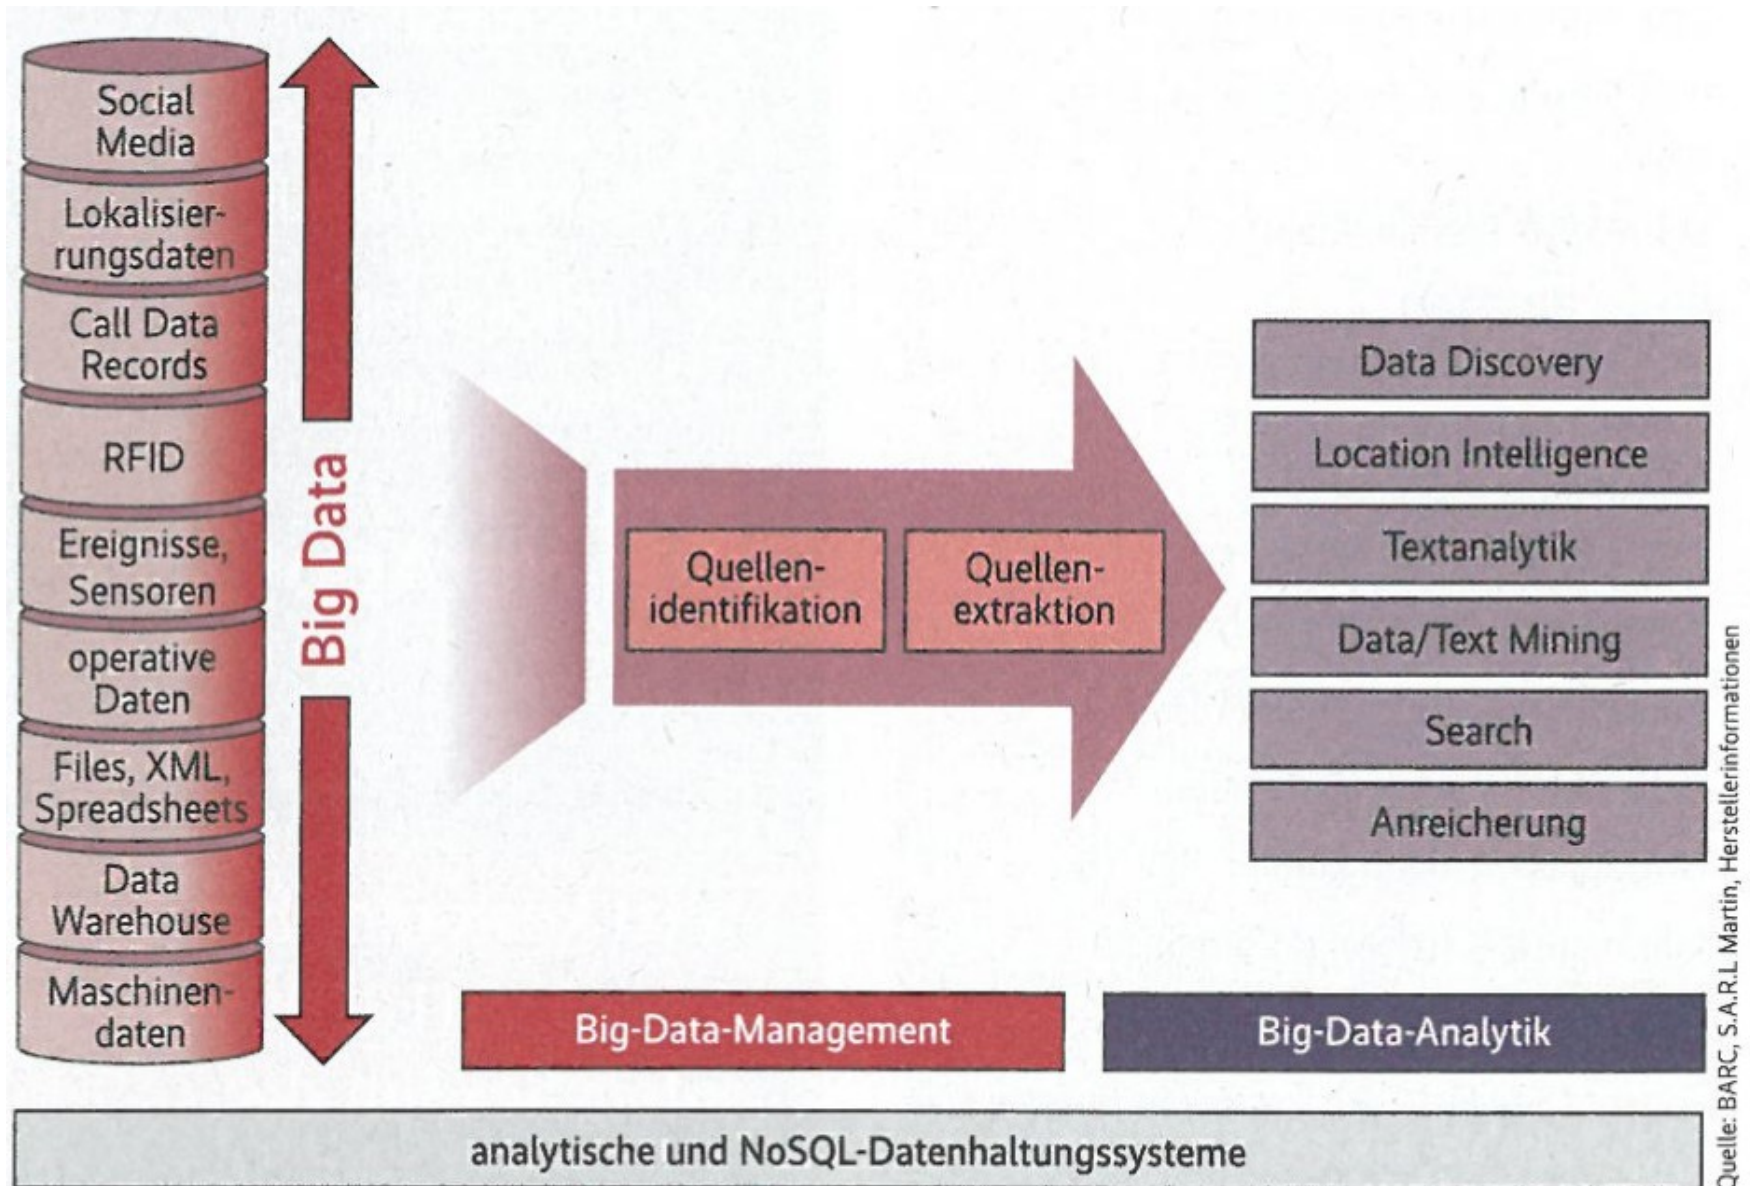 Social
Media
Lokalisier-
rungsdaten
Call Data
Records
RFID
Ereignisse,
Sensoren
operative
Daten
Files, XML,
Spreadsheets
Data
Warehouse
Maschinen-
daten
Big Data
Quellen-
identifikation
Quellen-
extraktion
Data Discovery
Location Intelligence
Textanalytik
Data/Text Mining
Search
Anreicherung
Big-Data-Management
Big-Data-Analytik
analytische und NoSQL-Datenhaltungssysteme
Quelle: BARC, S.A.R.L Martin, Herstellerinformationen